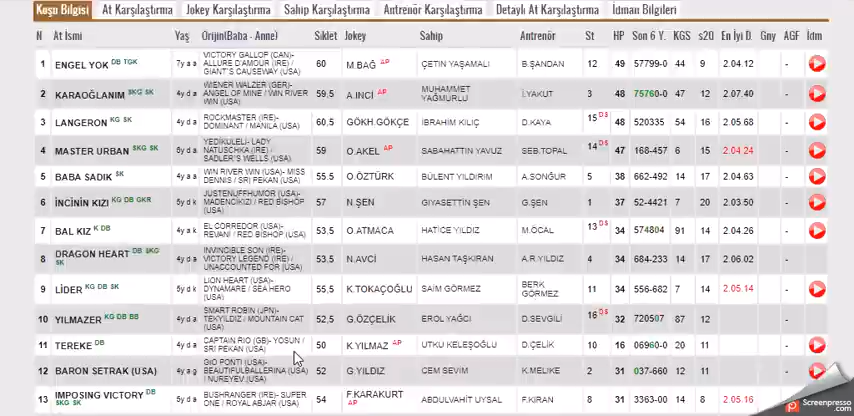 Koşu Bilgisi At Karşılaştırma Jokey Karşılaştırma Sahip Karşılaştırma Antrenör Karşılaştırma Detaylı At Karşılaştırma İdman Bilgileri
N At İsmi Yaş Orijin(Baba - Anne) Siklet Jokey Sahip Antrenör St HP Son 6 Y. KGS s20 En İyi D. Gny AGF İdm
1 ENGEL YOK DB TGK 7y a a VICTORY GALLOP (CAN)- ALLURE D'AMOUR (IRE) / GIANT'S CAUSEWAY (USA) 60 M.BAĞ AP ÇETİN YAŞAMALI B.ŞANDAN 12 49 57799-0 44 9 2.04.12 -
2 KARAOĞLANIM SKG SK 4y d a WIENER WALZER (GER)- ANGEL OF MINE / WIN RIVER WIN (USA) 59,5 A.İNCİ AP MUHAMMET YAĞMURLU İ.YAKUT 3 48 75760-0 47 12 2.07.40 -
3 LANGERON KG SK 4y d a ROCKMASTER (IRE)- DOMINANT / MANILA (USA) 60,5 GÖKH.GÖKÇE İBRAHİM KILIÇ D.KAYA 15 DS 48 520335 54 16 2.05.68 -
4 MASTER URBAN SKG SK 6y d a YEDİKULELİ- LADY NATUSCHKA (IRE) / SADLER'S WELLS (USA) 59 O.AKEL AP SABAHATTİN YAVUZ SEB.TOPAL 14 DS 47 168-457 6 15 2.04.24 -
5 BABA SADIK SK 4y a a WIN RIVER WIN (USA)- MISS DENNIS / SRI PEKAN (USA) 55,5 O.ÖZTÜRK BÜLENT YILDIRIM A.SONĞUR 5 38 662-492 14 17 2.04.63 -
6 İNCİNİN KIZI KG DB GKR 5y d k JUSTENUFFHUMOR (USA)- MADENCİKIZI / RED BISHOP (USA) 57 N.ŞEN GIYASETTİN ŞEN G.ŞEN 1 37 52-4421 7 20 2.03.50 -
7 BAL KIZ K DB 4y a k EL CORREDOR (USA)- REVANI / RED BISHOP (USA) 53,5 O.ATMACA HATİCE YILDIZ M.ÖCAL 13 DS 34 574804 91 14 2.04.26 -
8 DRAGON HEART DB SKG SK 5y d a INVINCIBLE SON (IRE)- VICTORY LEGEND (IRE) / UNACCOUNTED FOR (USA) 53,5 N.AVCİ HASAN TAŞKIRAN A.R.YILDIZ 4 34 684-233 14 17 2.06.02 -
9 LİDER KG DB SK 5y d k LION HEART (USA)- DYNAMARE / SEA HERO (USA) 55,5 K.TOKAÇOĞLU SAİM GÖRMEZ BERK GÖRMEZ 11 34 556-682 7 14 2.05.14 -
10 YILMAZER KG DB BB 4y d a SMART ROBIN (JPN)- TEKYILDIZ / MOUNTAIN CAT (USA) 52,5 G.ÖZÇELİK EROL YAĞCI D.SEVGİLİ 16 DS 32 720507 87 12 -
11 TEREKE DB 4y d a CAPTAIN RIO (GB)- YOSUN / SRI PEKAN (USA) 50 K.YILMAZ AP UTKU KELEŞOĞLU D.ÇELİK 10 16 06960-0 20 11 -
12 BARON SETRAK (USA) 4y a g GIO PONTI (USA)- BEAUTIFULBALLERINA (USA) / NUREYEV (USA) 52 G.YILDIZ CEM SEVİM K.MELİKE 2 31 037-660 17 11 -
13 IMPOSING VICTORY DB SKG SK 5y d a BUSHRANGER (IRE)- SUPER ONE / ROYAL ABJAR (USA) 54 F.KARAKURT AP ABDULVAHİT UYSAL F.KIRAN 8 31 3363-00 14 8 2.05.16 -
Screenpresso
.com